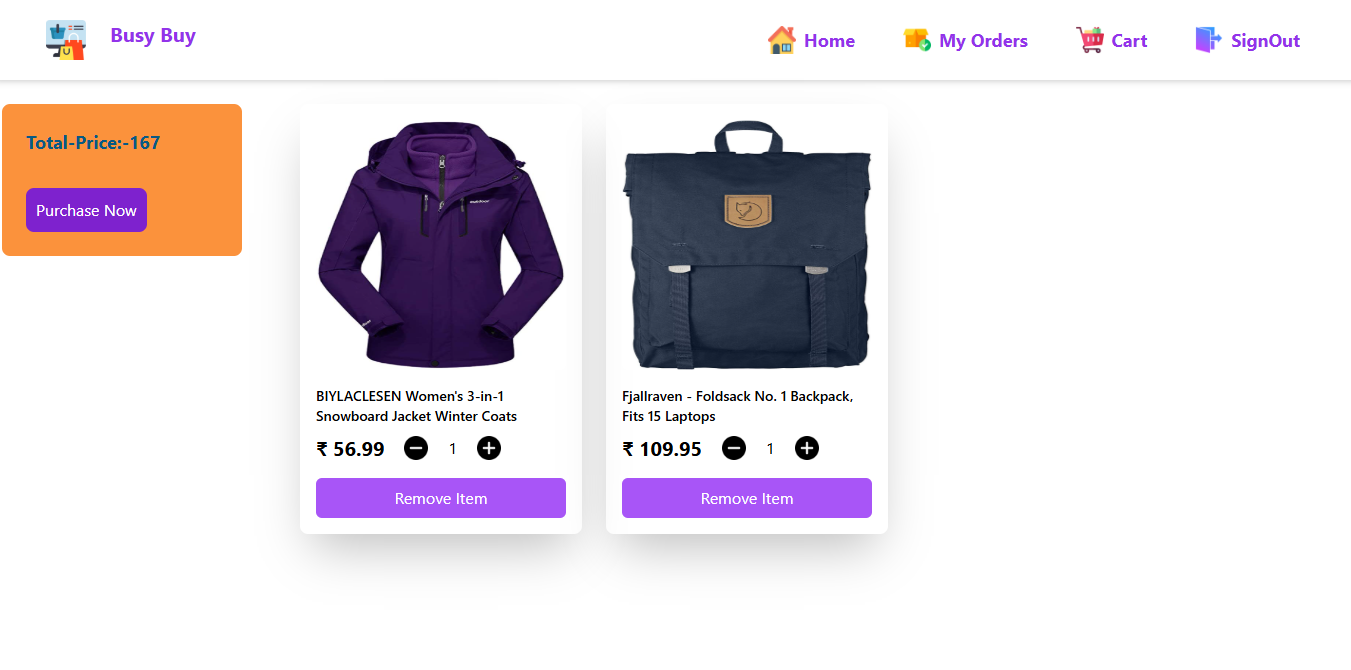 Busy Buy
Home
My Orders
Cart
SignOut
Total-Price:-167
Purchase Now
BIYLACLESEN Women's 3-in-1
Snowboard Jacket Winter Coats
₹ 56.99
1
Remove Item
Fjallraven - Foldsack No. 1 Backpack,
Fits 15 Laptops
₹ 109.95
1
Remove Item